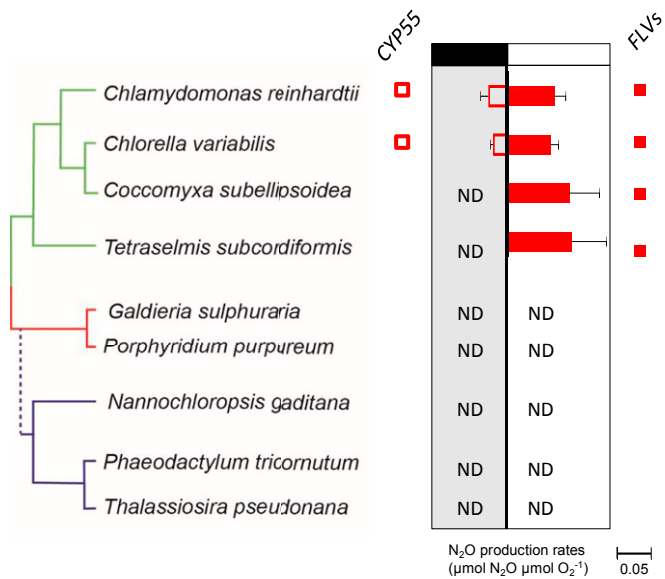 CYP55
FLVs
Chlamydomonas reinhardtii
Chlorella variabilis
Coccomyxa subellipsoidea
ND
Tetraselmis subcordiformis
ND
Galdieria sulphuraria
ND ND
Porphyridium purpureum
ND ND
Nannochloropsis gaditana
ND ND
Phaeodactylum tricornutum
ND ND
Thalassiosira pseudonana
ND ND
N₂O production rates
(µmol N₂O µmol O₂⁻¹)
0.05